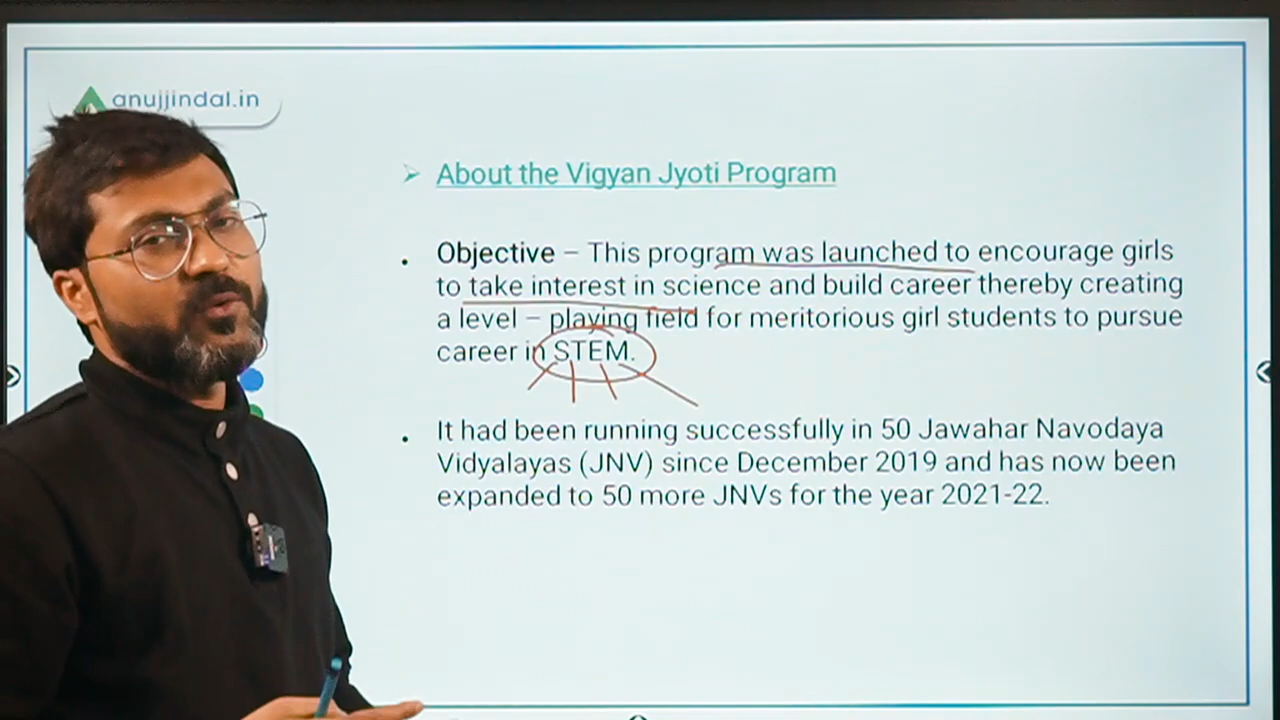 anujjindal.in
About the Vigyan Jyoti Program
Objective – This program was launched to encourage girls
to take interest in science and build career thereby creating
a level – playing field for meritorious girl students to pursue
career in STEM.
It had been running successfully in 50 Jawahar Navodaya
Vidyalayas (JNV) since December 2019 and has now been
expanded to 50 more JNVs for the year 2021-22.